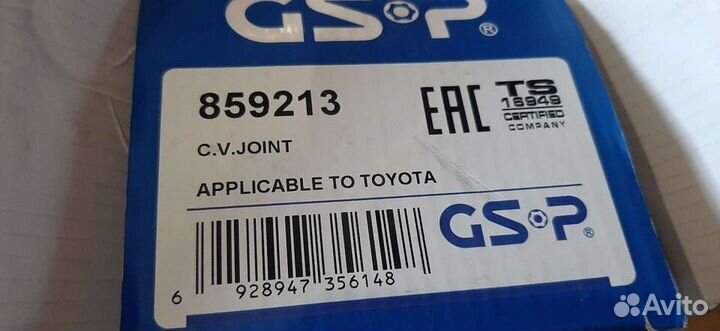 GSP®
859213
C.V.JOINT
APPLICABLE TO TOYOTA
EAC
TS
16949
CERTIFIED
COMPANY
6 928947 356148
GSP®
Avito